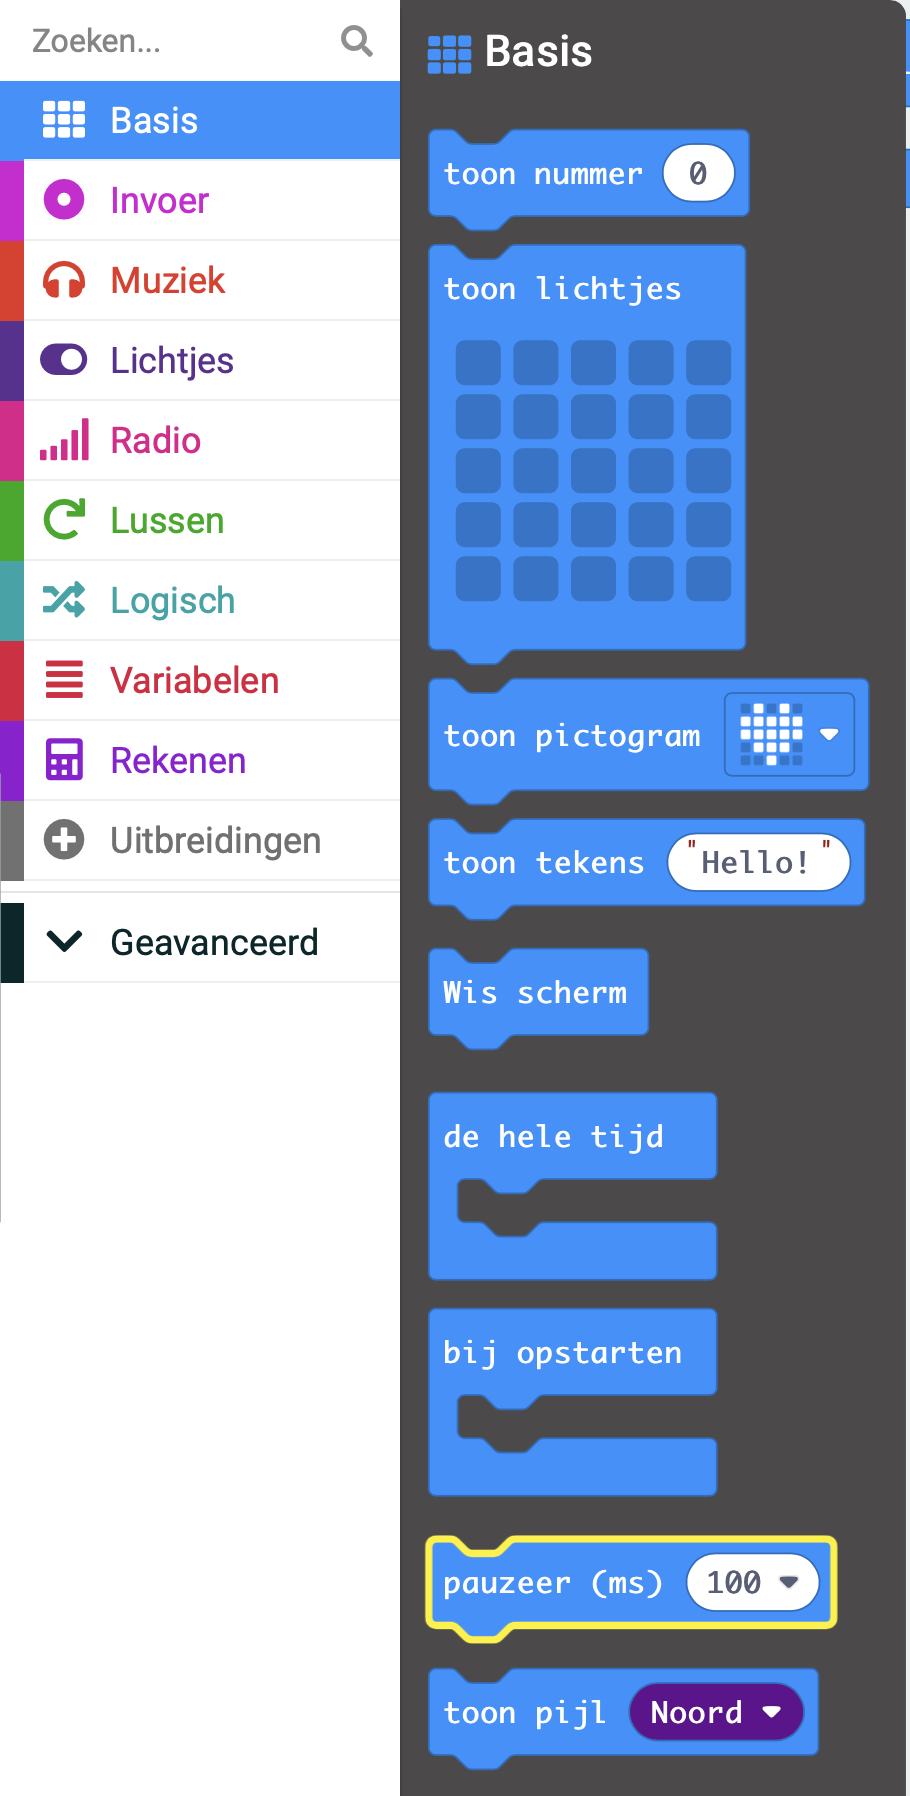 Zoeken...
Basis
Invoer
Muziek
Lichtjes
Radio
Lussen
Logisch
Variabelen
Rekenen
Uitbreidingen
Geavanceerd
Basis
toon nummer 0
toon lichtjes
toon pictogram
toon tekens "Hello!"
Wis scherm
de hele tijd
bij opstarten
pauzeer (ms) 100
toon pijl Noord